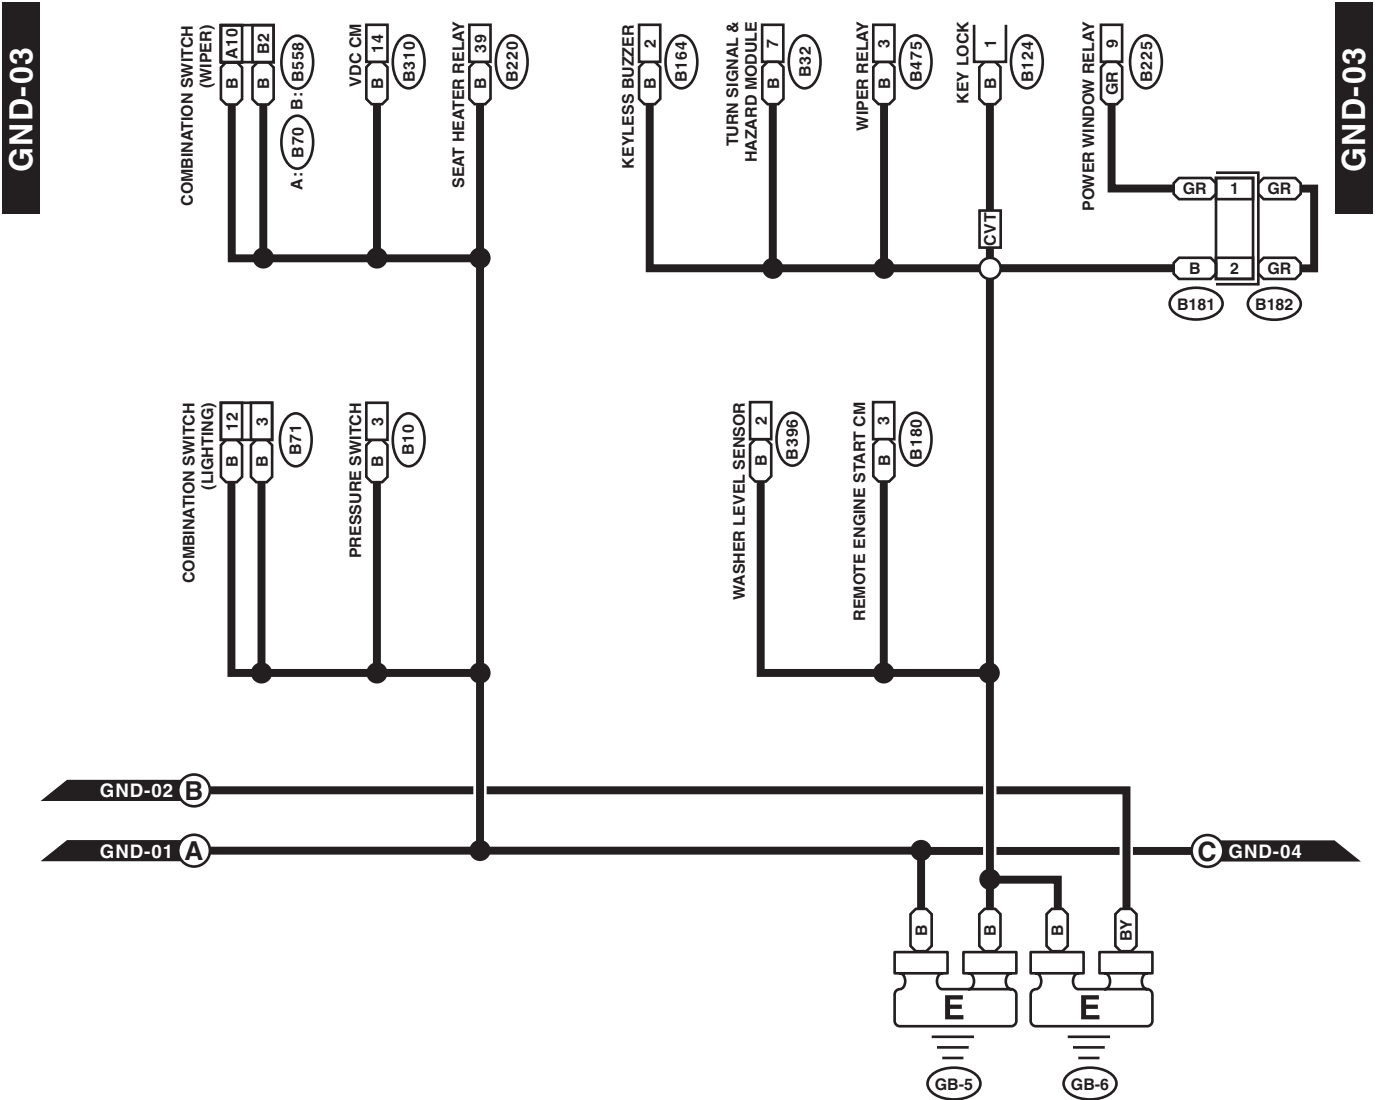 GND-03
GND-03
COMBINATION SWITCH
(WIPER)
A10
B2
B
B
B558
B:
B70
A:
VDC CM
14
B
B310
SEAT HEATER RELAY
39
B
B220
KEYLESS BUZZER
2
B
B164
TURN SIGNAL &
HAZARD MODULE
7
B
B32
WIPER RELAY
3
B
B475
KEY LOCK
1
B
B124
CVT
POWER WINDOW RELAY
9
GR
B225
GR 1 GR
B 2 GR
B181
B182
COMBINATION SWITCH
(LIGHTING)
12
3
B
B
B71
PRESSURE SWITCH
3
B
B10
WASHER LEVEL SENSOR
2
B
B396
REMOTE ENGINE START CM
3
B
B180
GND-02 B
GND-01 A
C GND-04
B
B
B
BY
E
E
GB-5
GB-6